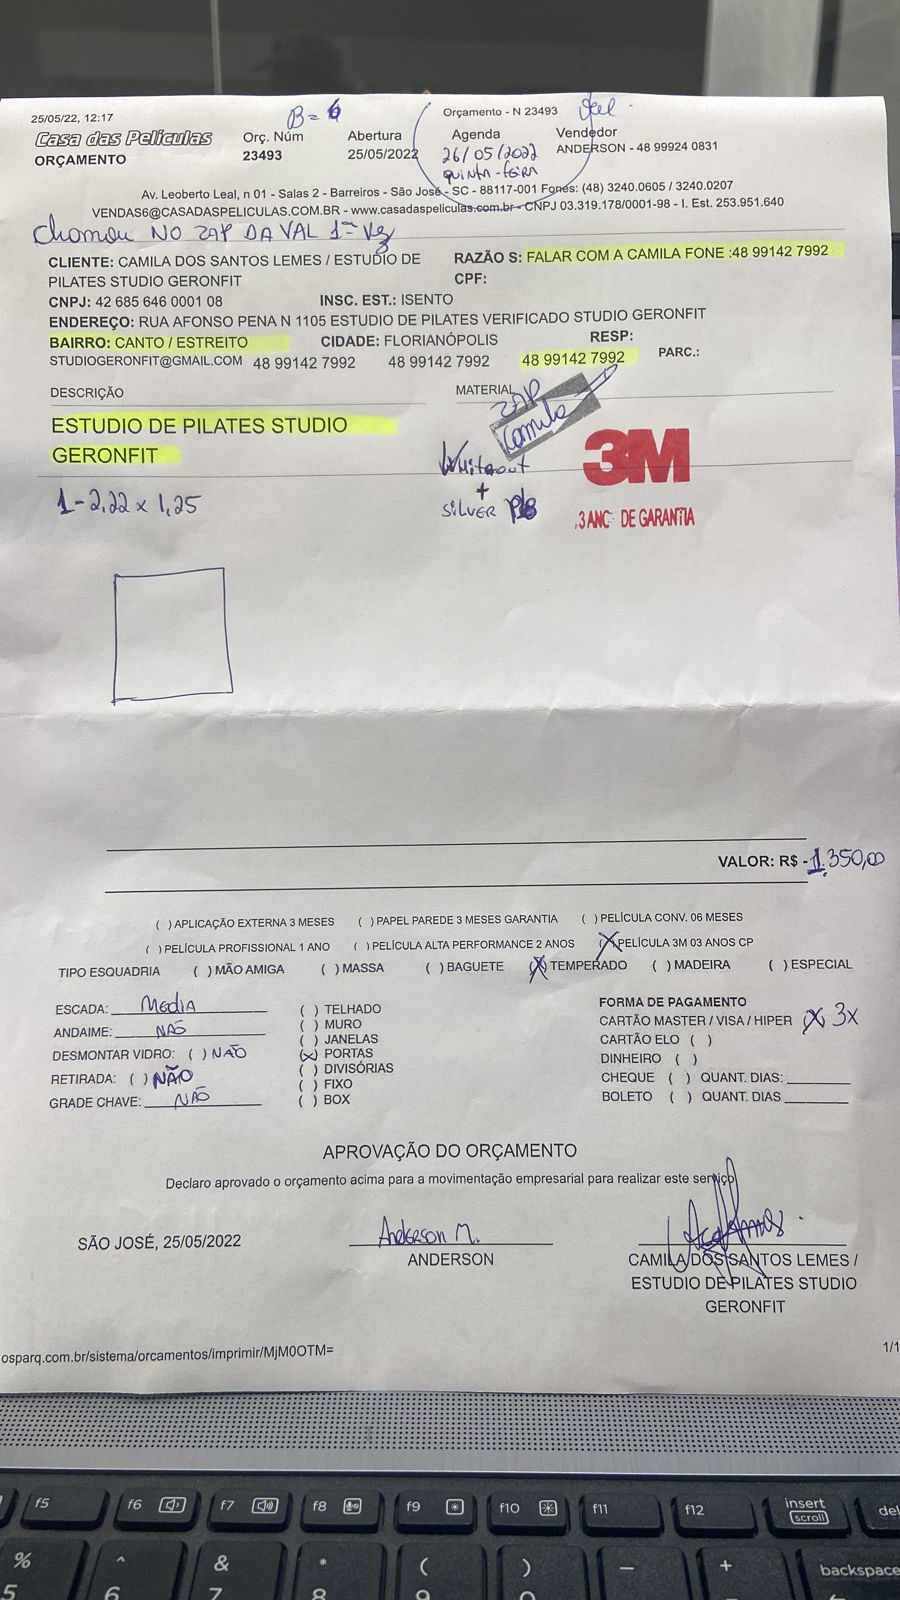 25/05/22, 12:17
B = 6
Orçamento - N 23493
Casa das Películas
Orç. Núm
Abertura
Agenda
Vendedor
ORÇAMENTO
23493
25/05/2022
26/05/2022
ANDERSON - 48 99924 0831
QUINTA-FEIRA
Av. Leoberto Leal, n 01 - Salas 2 - Barreiros - São José - SC - 88117-001 Fones: (48) 3240.0605 / 3240.0207
VENDAS6@CASADASPELICULAS.COM.BR - www.casadaspeliculas.com.br - CNPJ 03.319.178/0001-98 - I. Est. 253.951.640
Chamou NO ZAP DA VAL 1ª Vez
CLIENTE: CAMILA DOS SANTOS LEMES / ESTUDIO DE
RAZÃO S: FALAR COM A CAMILA FONE :48 99142 7992
PILATES STUDIO GERONFIT
CPF:
CNPJ: 42 685 646 0001 08
INSC. EST.: ISENTO
ENDEREÇO: RUA AFONSO PENA N 1105 ESTUDIO DE PILATES VERIFICADO STUDIO GERONFIT
BAIRRO: CANTO / ESTREITO
CIDADE: FLORIANÓPOLIS
RESP:
STUDIOGERONFIT@GMAIL.COM 48 99142 7992 48 99142 7992 48 99142 7992 PARC.:
DESCRIÇÃO
MATERIAL
ZAP
Camila
ESTUDIO DE PILATES STUDIO
GERONFIT
3M
Whiteout
+
SILVER P18
3 ANC DE GARANTIA
1 - 2,22 x 1,25
VALOR: R$ - 1.350,00
( ) APLICAÇÃO EXTERNA 3 MESES ( ) PAPEL PAREDE 3 MESES GARANTIA ( ) PELÍCULA CONV. 06 MESES
( ) PELÍCULA PROFISSIONAL 1 ANO ( ) PELÍCULA ALTA PERFORMANCE 2 ANOS (X) PELÍCULA 3M 03 ANOS CP
TIPO ESQUADRIA ( ) MÃO AMIGA ( ) MASSA ( ) BAGUETE (X) TEMPERADO ( ) MADEIRA ( ) ESPECIAL
ESCADA: Media
ANDAIME: NÃO
DESMONTAR VIDRO: ( ) NÃO
RETIRADA: ( ) NÃO
GRADE CHAVE: NÃO
( ) TELHADO
( ) MURO
( ) JANELAS
(x) PORTAS
( ) DIVISÓRIAS
( ) FIXO
( ) BOX
FORMA DE PAGAMENTO
CARTÃO MASTER / VISA / HIPER (X) 3x
CARTÃO ELO ( )
DINHEIRO ( )
CHEQUE ( ) QUANT. DIAS:
BOLETO ( ) QUANT. DIAS
APROVAÇÃO DO ORÇAMENTO
Declaro aprovado o orçamento acima para a movimentação empresarial para realizar este serviço
SÃO JOSÉ, 25/05/2022
Anderson M.
ANDERSON
CAMILA DOS SANTOS LEMES /
ESTUDIO DE PILATES STUDIO
GERONFIT
osparq.com.br/sistema/orcamentos/imprimir/MjM0OTM=
1/1
f5 f6 f7 f8 f9 f10 f11 f12 insert scroll del
% 5 ^ 6 & 7 * 8 ( 9 ) 0 - + backspace